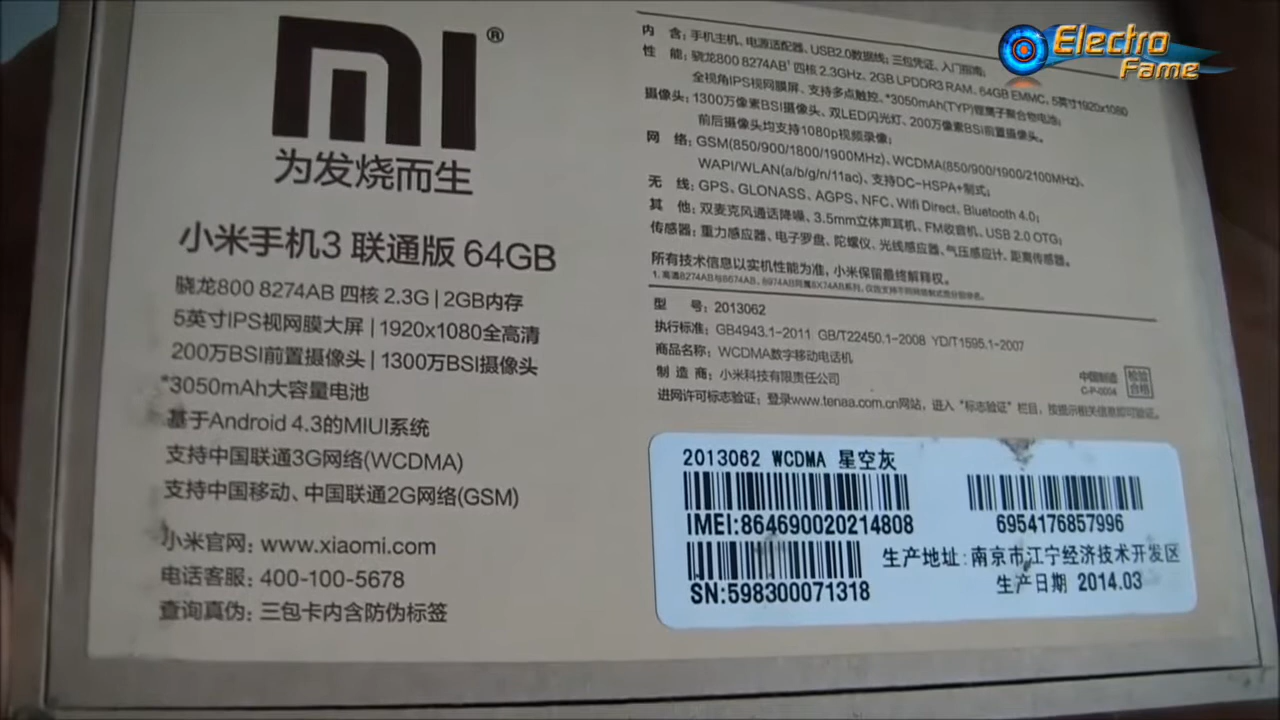 mi®
为发烧而生
小米手机3 联通版 64GB
骁龙800 8274AB 四核 2.3G | 2GB内存
5英寸IPS视网膜大屏 | 1920x1080全高清
200万BSI前置摄像头 | 1300万BSI摄像头
*3050mAh大容量电池
基于Android 4.3的MIUI系统
支持中国联通3G网络(WCDMA)
支持中国移动、中国联通2G网络(GSM)
小米官网: www.xiaomi.com
电话客服: 400-100-5678
查询真伪: 三包卡内含防伪标签
Electro
Fame
内 含: 手机主机、电源适配器、USB2.0数据线; 三包凭证、入门指南;
性 能: 骁龙800 8274AB¹ 四核 2.3GHz、2GB LPDDR3 RAM、64GB EMMC、5英寸1920x1080
全视角IPS视网膜屏、支持多点触控、*3050mAh(TYP)锂离子聚合物电池;
摄像头: 1300万像素BSI摄像头、双LED闪光灯、200万像素BSI前置摄像头。
前后摄像头均支持1080p视频录像;
网 络: GSM(850/900/1800/1900MHz)、WCDMA(850/900/1900/2100MHz)、
WAPI/WLAN(a/b/g/n/11ac)、支持DC-HSPA+制式;
无 线: GPS、GLONASS、AGPS、NFC、Wifi Direct、Bluetooth 4.0;
其 他: 双麦克风通话降噪、3.5mm立体声耳机、FM收音机、USB 2.0 OTG;
传感器: 重力感应器、电子罗盘、陀螺仪、光线感应器、气压感应计、距离传感器。
所有技术信息以实机性能为准，小米保留最终解释权。
1. 高通8274AB与8674AB、8974AB同属8X74AB系列，仅在支持不同网络制式部分做命名。
型 号: 2013062
执行标准: GB4943.1-2011 GB/T22450.1-2008 YD/T1595.1-2007
商品名称: WCDMA数字移动电话机
制 造 商: 小米科技有限责任公司
进网许可标志验证: 登录www.tenaa.com.cn网站，进入“标志验证”栏目，按提示相关信息即可验证。
中国制造
C-P-0004
检验
合格
2013062 WCDMA 星空灰
IMEI:864690020214808
6954176857996
SN:598300071318
生产地址:南京市江宁经济技术开发区
生产日期 2014.03